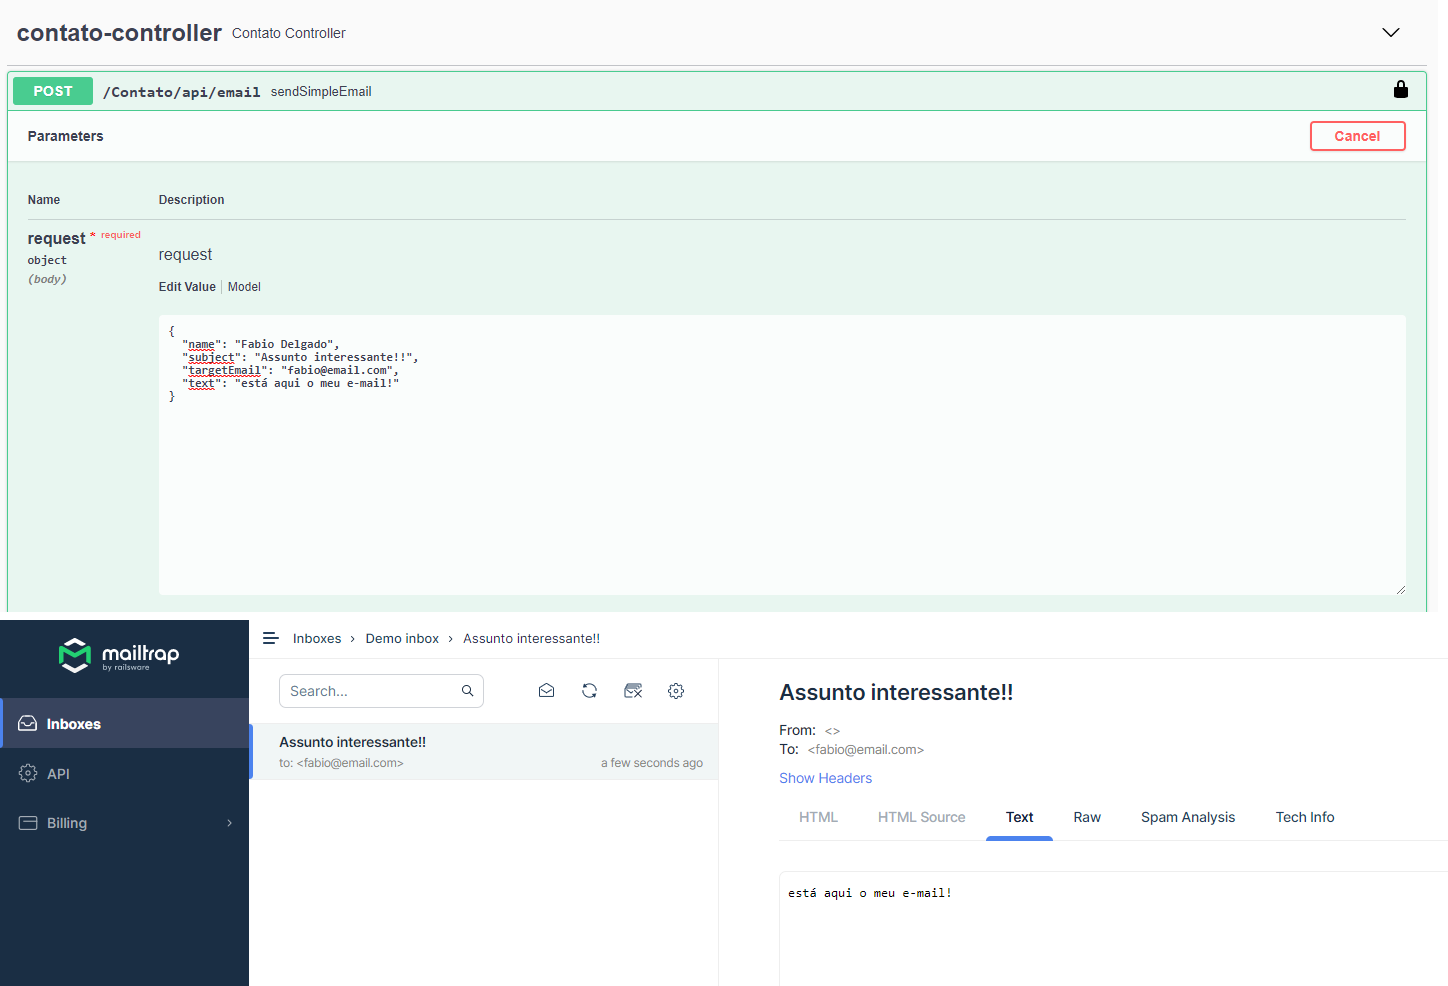 contato-controller Contato Controller
POST /Contato/api/email sendSimpleEmail
Parameters
Cancel
Name Description
request * required
object
(body)
request
Edit Value | Model
{
"name": "Fabio Delgado",
"subject": "Assunto interessante!!",
"targetEmail": "fabio@email.com",
"text": "está aqui o meu e-mail!"
}
mailtrap
by railsware
Inboxes
API
Billing
Inboxes > Demo inbox > Assunto interessante!!
Search...
Assunto interessante!!
to: <fabio@email.com> a few seconds ago
Assunto interessante!!
From: <>
To: <fabio@email.com>
Show Headers
HTML HTML Source Text Raw Spam Analysis Tech Info
está aqui o meu e-mail!